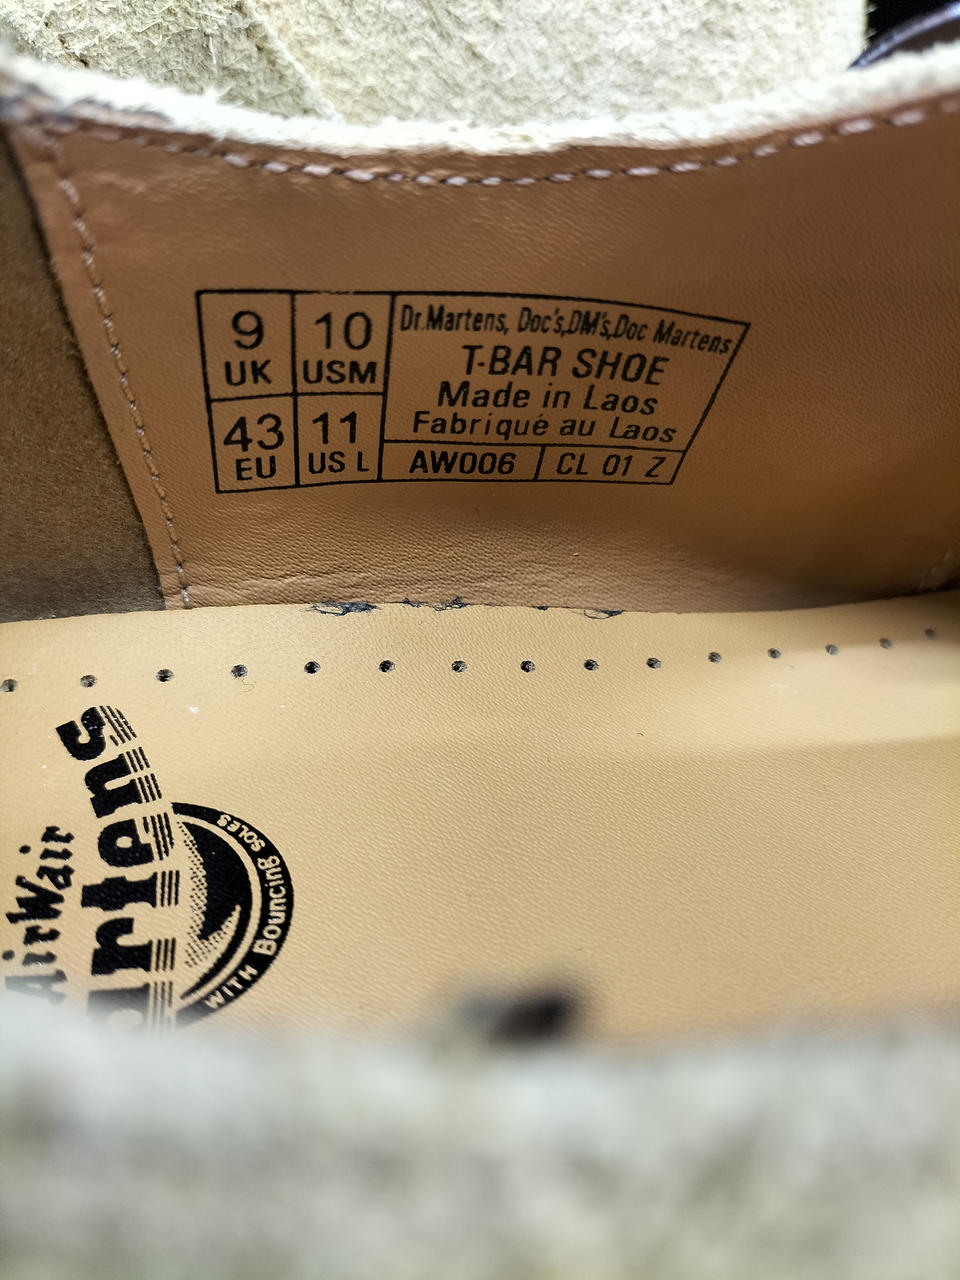 9
UK
10
USM
43
EU
11
US L
Dr.Martens, Doc's,DM's,Doc Martens
T-BAR SHOE
Made in Laos
Fabriqué au Laos
AW006
CL 01 Z
AirWair
WITH Bouncing SOLES